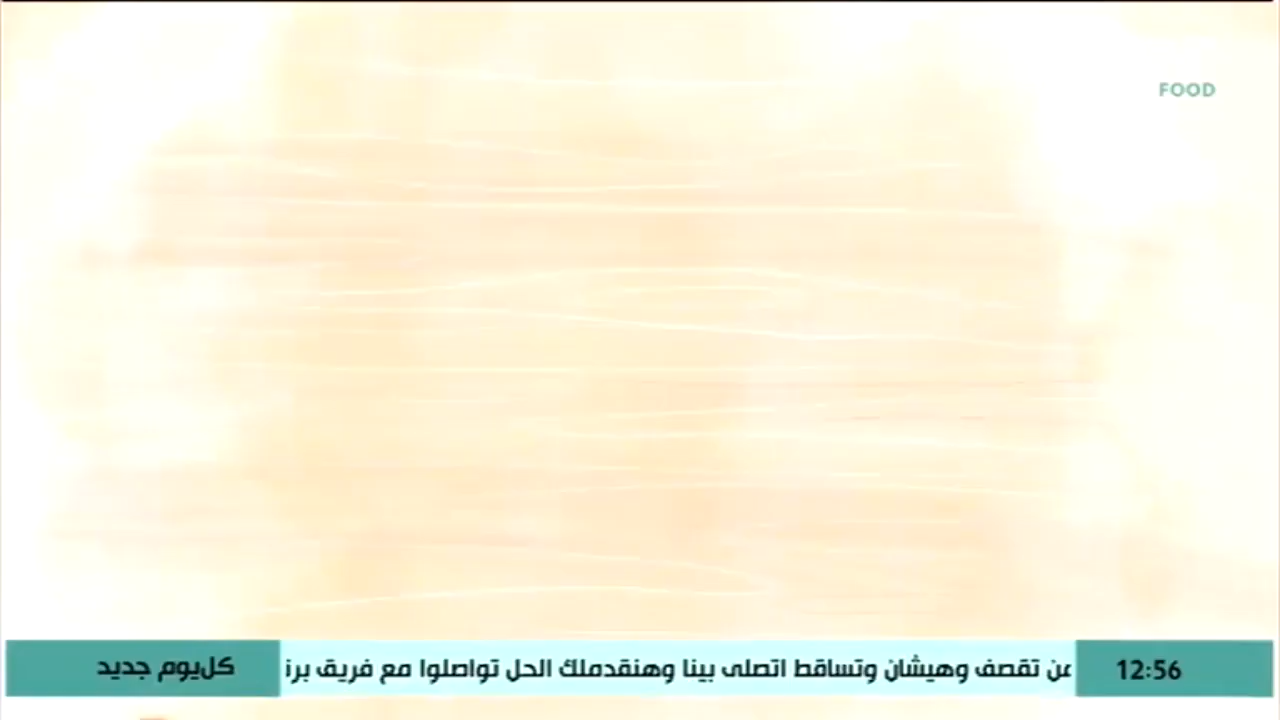 FOOD
12:56
عن تقصف وهيشان وتساقط اتصلى بينا وهنقدملك الحل تواصلوا مع فريق
كل يوم جديد